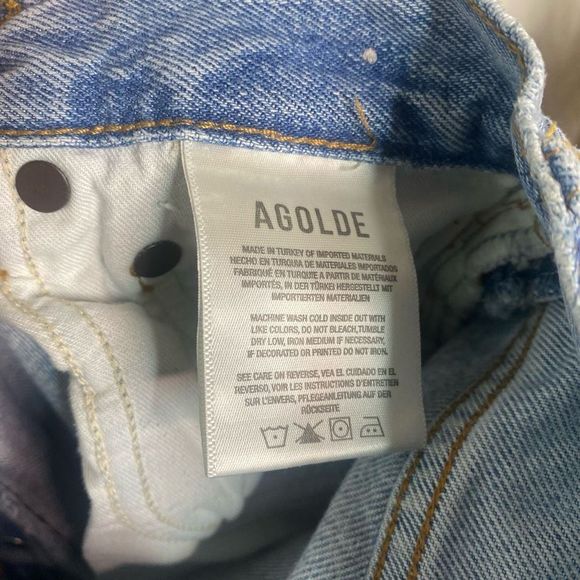 AGOLDE
MADE IN TURKEY OF IMPORTED MATERIALS
HECHO EN TURQUIA DE MATERIALES IMPORTADOS
FABRIQUÉ EN TURQUIE À PARTIR DE MATÉRIAUX
IMPORTÉS, IN DER TÜRKEI HERGESTELLT MIT
IMPORTIERTEN MATERIALIEN
MACHINE WASH COLD INSIDE OUT WITH
LIKE COLORS, DO NOT BLEACH,TUMBLE
DRY LOW, IRON MEDIUM IF NECESSARY,
IF DECORATED OR PRINTED DO NOT IRON.
SEE CARE ON REVERSE, VEA EL CUIDADO EN EL
REVERSO, VOIR LES INSTRUCTIONS D'ENTRETIEN
SUR L'ENVERS, PFLEGEANLEITUNG AUF DER
RÜCKSEITE